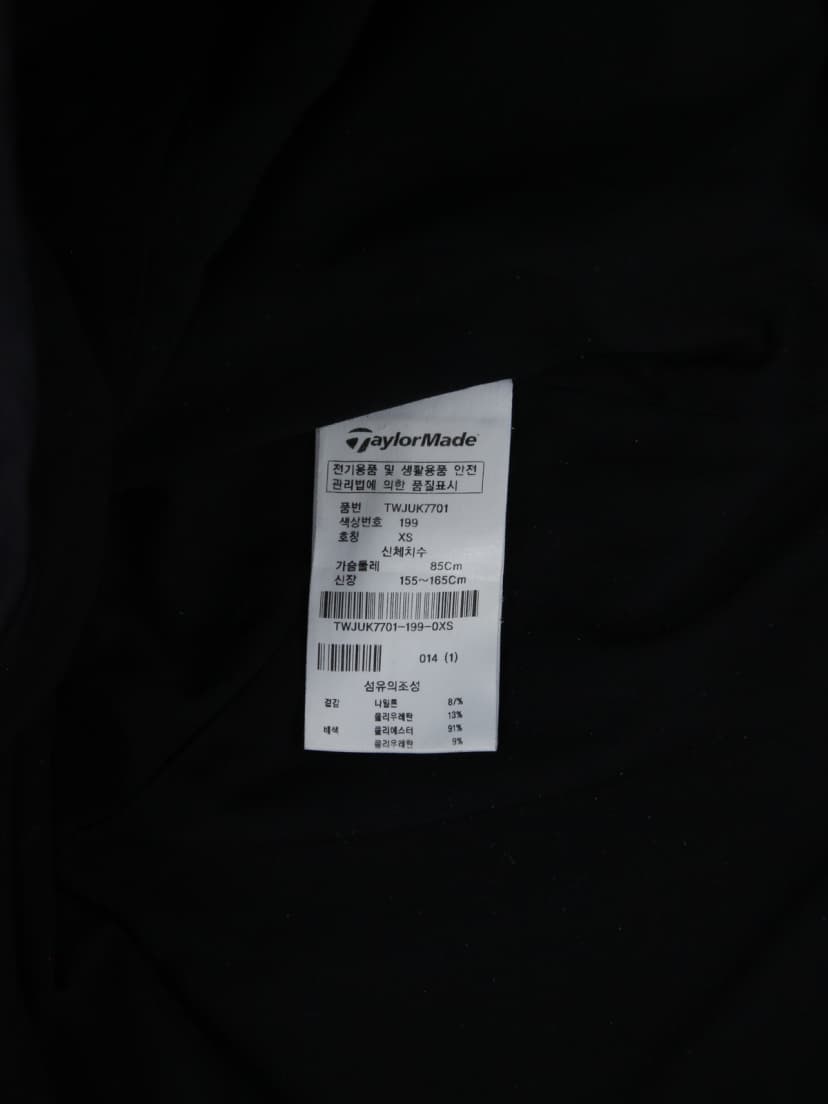 TaylorMade
전기용품 및 생활용품 안전
관리법에 의한 품질표시
품번 TWJUK7701
색상번호 199
호칭 XS
신체치수
가슴둘레 85Cm
신장 155~165Cm
TWJUK7701-199-0XS
014 (1)
섬유의조성
겉감 나일론 87%
폴리우레탄 13%
배색 폴리에스터 91%
폴리우레탄 9%